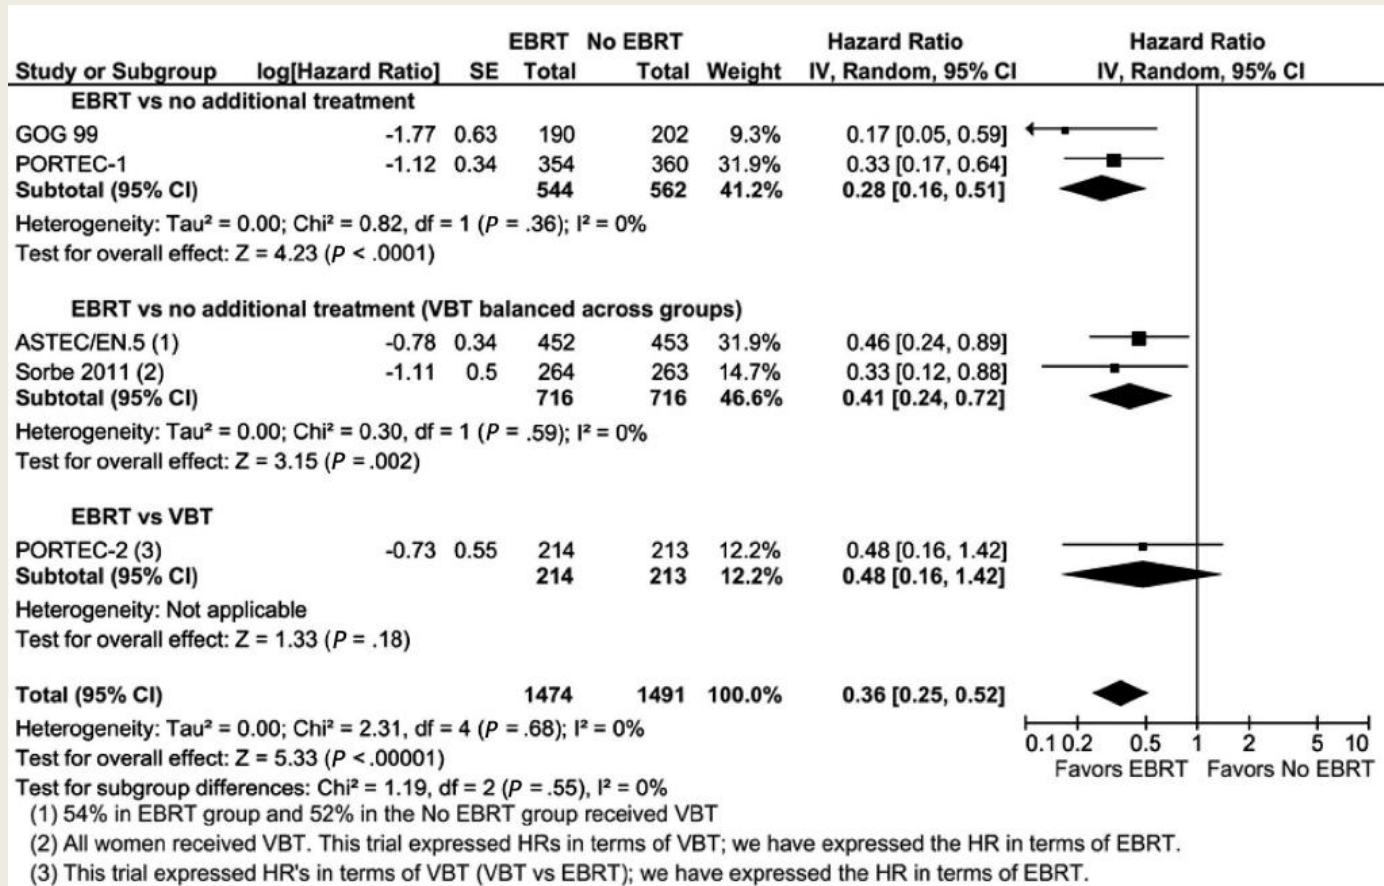 EBRT No EBRT Hazard Ratio Hazard Ratio
Study or Subgroup log[Hazard Ratio] SE Total Total Weight IV, Random, 95% CI IV, Random, 95% CI
EBRT vs no additional treatment
GOG 99 -1.77 0.63 190 202 9.3% 0.17 [0.05, 0.59]
PORTEC-1 -1.12 0.34 354 360 31.9% 0.33 [0.17, 0.64]
Subtotal (95% CI) 544 562 41.2% 0.28 [0.16, 0.51]
Heterogeneity: Tau² = 0.00; Chi² = 0.82, df = 1 (P = .36); I² = 0%
Test for overall effect: Z = 4.23 (P < .0001)
EBRT vs no additional treatment (VBT balanced across groups)
ASTEC/EN.5 (1) -0.78 0.34 452 453 31.9% 0.46 [0.24, 0.89]
Sorbe 2011 (2) -1.11 0.5 264 263 14.7% 0.33 [0.12, 0.88]
Subtotal (95% CI) 716 716 46.6% 0.41 [0.24, 0.72]
Heterogeneity: Tau² = 0.00; Chi² = 0.30, df = 1 (P = .59); I² = 0%
Test for overall effect: Z = 3.15 (P = .002)
EBRT vs VBT
PORTEC-2 (3) -0.73 0.55 214 213 12.2% 0.48 [0.16, 1.42]
Subtotal (95% CI) 214 213 12.2% 0.48 [0.16, 1.42]
Heterogeneity: Not applicable
Test for overall effect: Z = 1.33 (P = .18)
Total (95% CI) 1474 1491 100.0% 0.36 [0.25, 0.52]
Heterogeneity: Tau² = 0.00; Chi² = 2.31, df = 4 (P = .68); I² = 0%
0.1 0.2 0.5 1 2 5 10
Test for overall effect: Z = 5.33 (P < .00001)
Favors EBRT Favors No EBRT
Test for subgroup differences: Chi² = 1.19, df = 2 (P = .55), I² = 0%
(1) 54% in EBRT group and 52% in the No EBRT group received VBT
(2) All women received VBT. This trial expressed HRs in terms of VBT; we have expressed the HR in terms of EBRT.
(3) This trial expressed HR's in terms of VBT (VBT vs EBRT); we have expressed the HR in terms of EBRT.